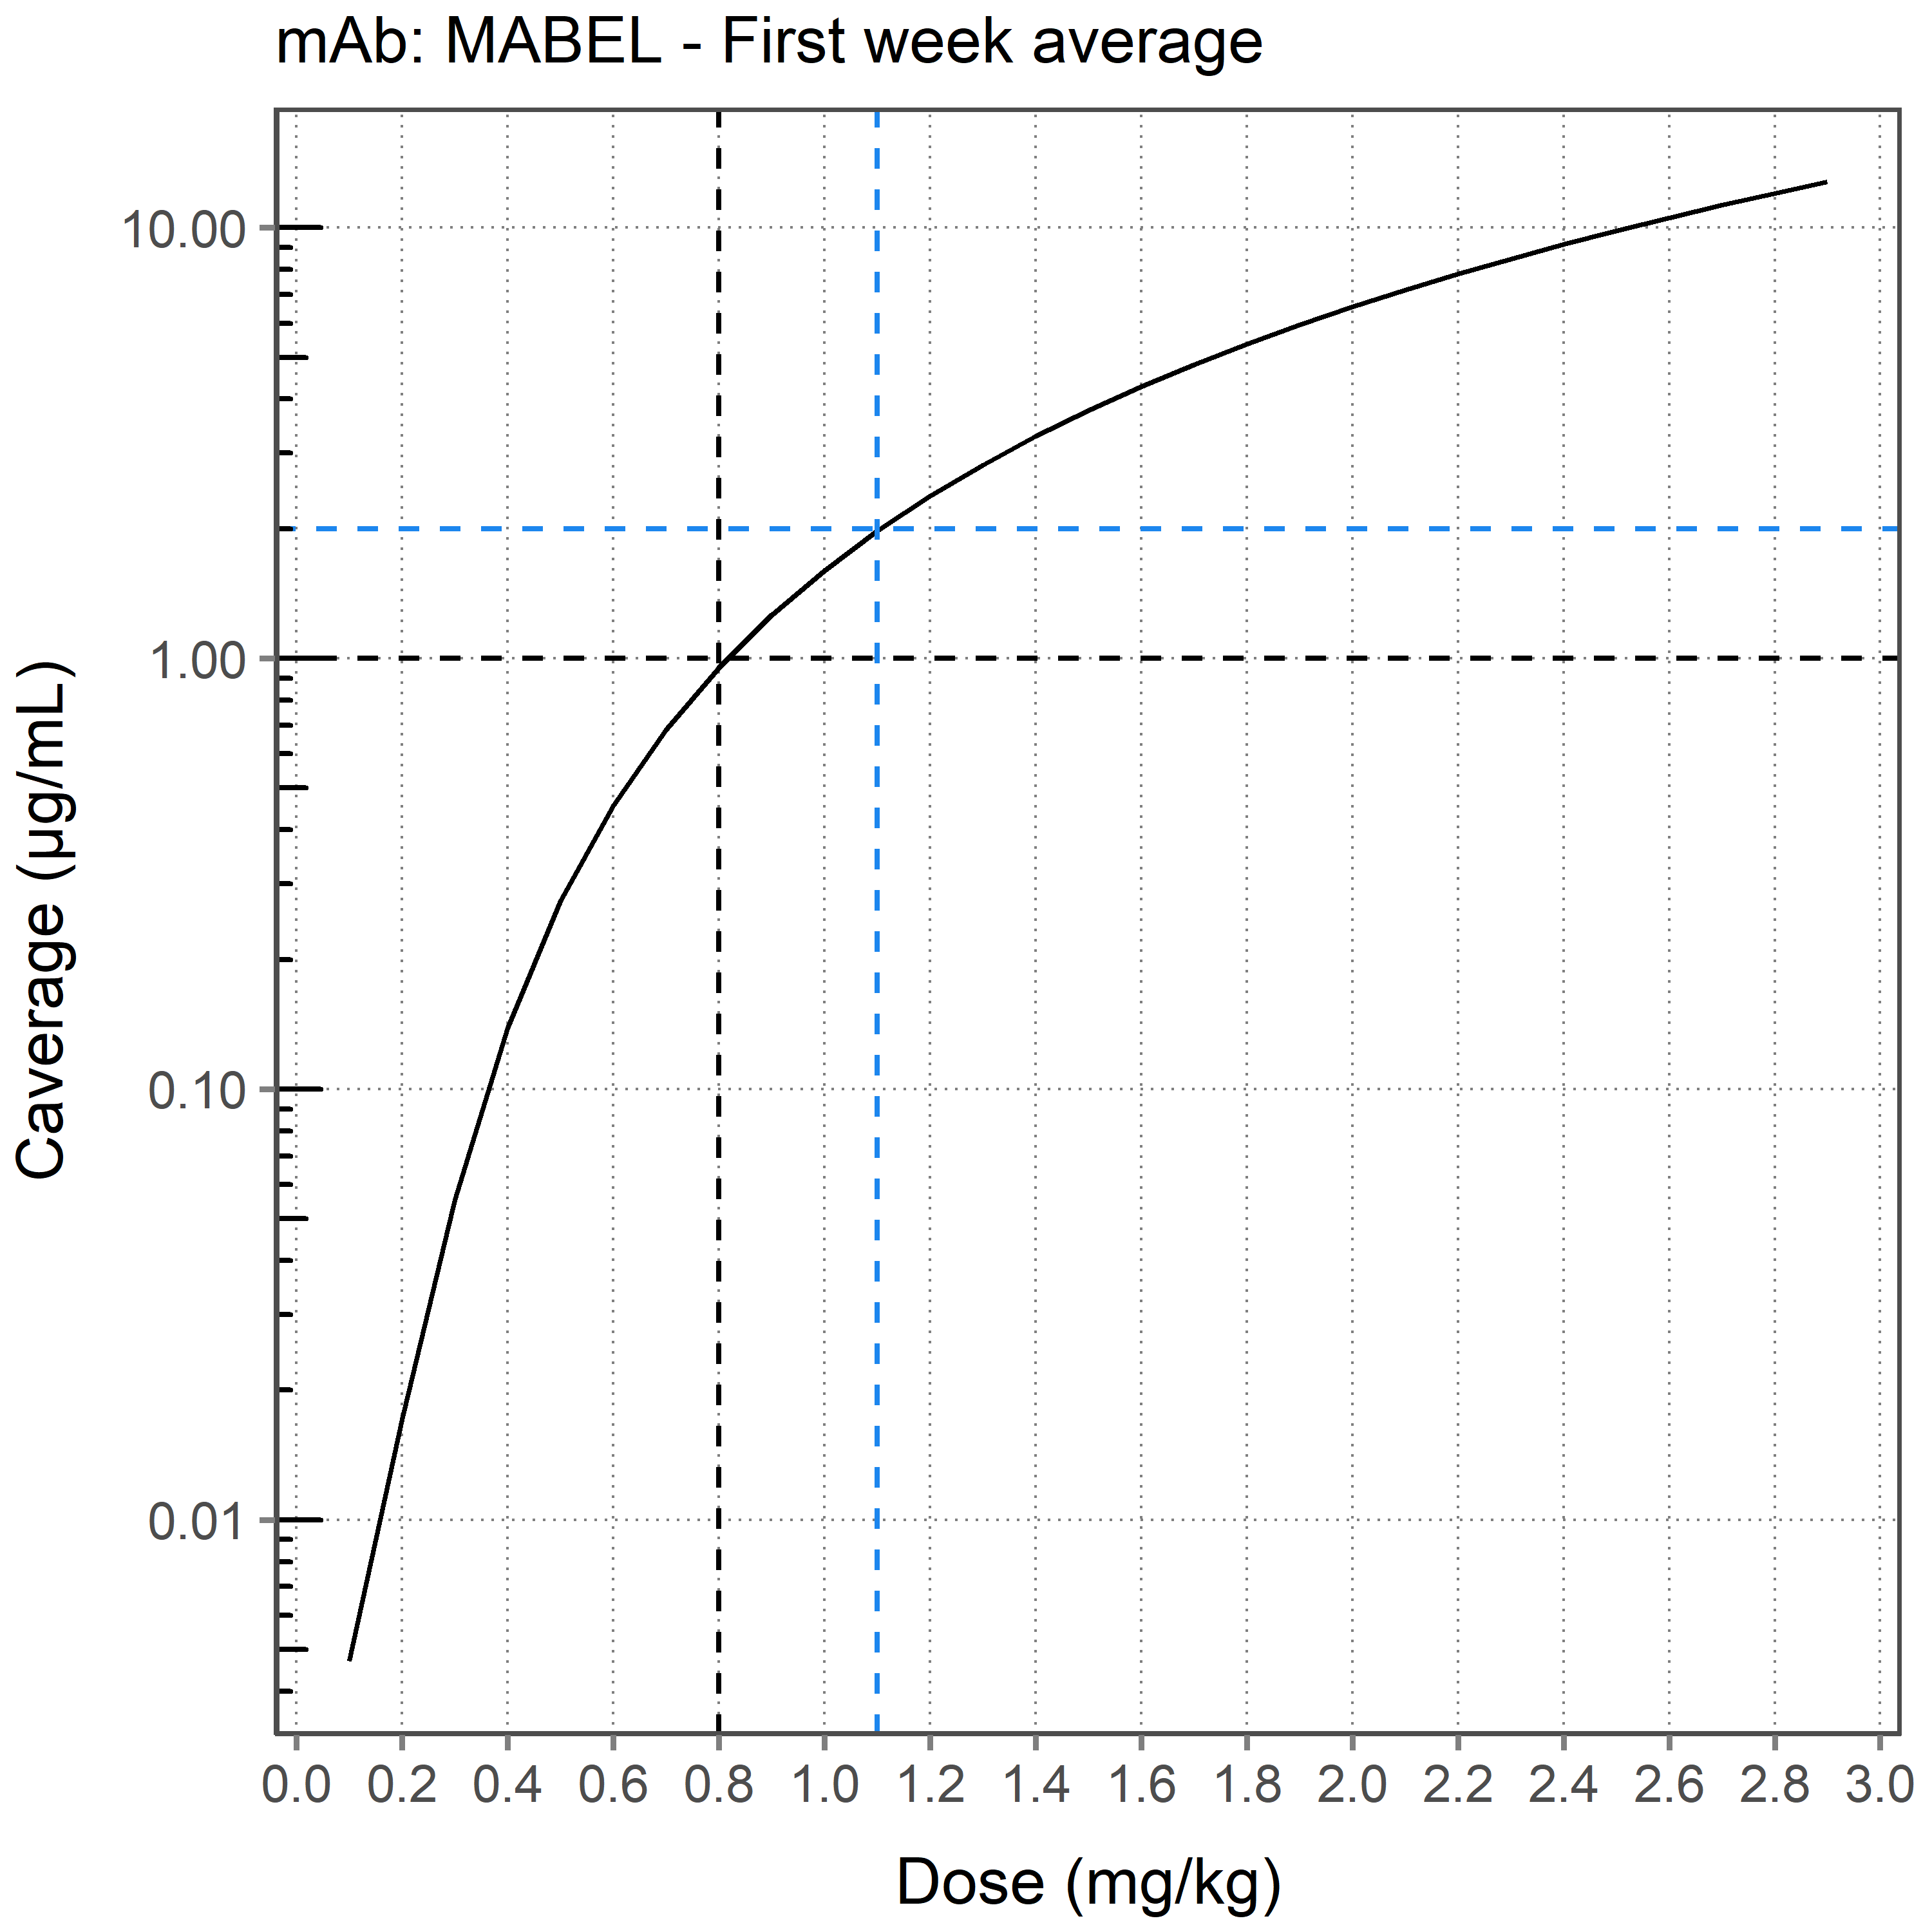 mAb: MABEL - First week average
Caverage (µg/mL)
10.00
1.00
0.10
0.01
0.0 0.2 0.4 0.6 0.8 1.0 1.2 1.4 1.6 1.8 2.0 2.2 2.4 2.6 2.8 3.0
Dose (mg/kg)